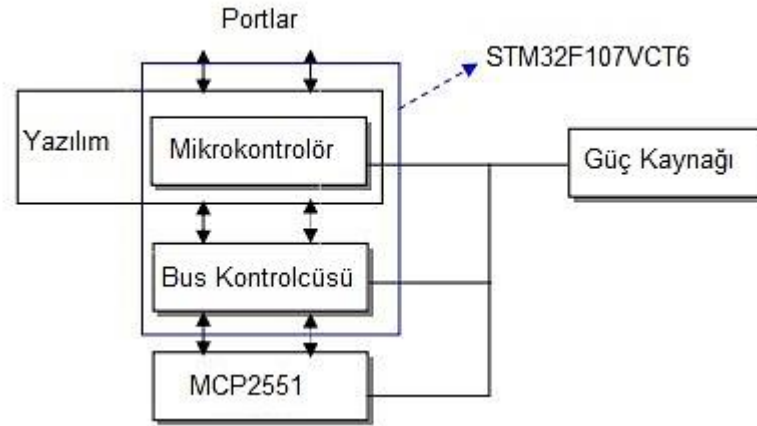 Portlar
STM32F107VCT6
Yazılım
Mikrokontrolör
Güç Kaynağı
Bus Kontrolcüsü
MCP2551